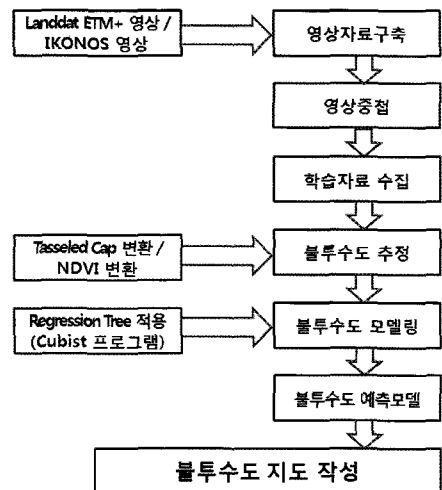 Landdat ETM+ 영상 /
IKONOS 영상
영상자료구축
영상중첩
학습자료 수집
Tasseled Cap 변환 /
NDVI 변환
불투수도 추정
Regression Tree 적용
(Cubist 프로그램)
불투수도 모델링
불투수도 예측모델
불투수도 지도 작성